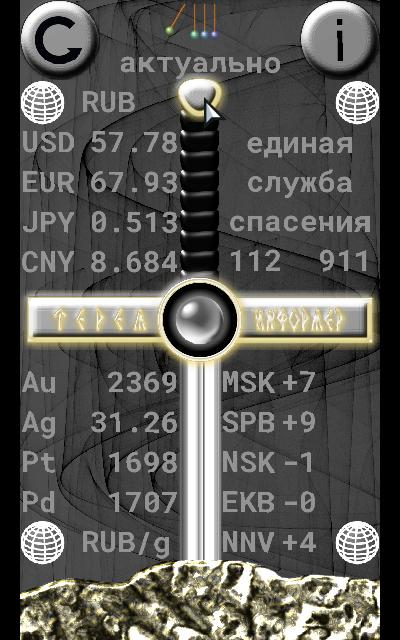 i
актуально
RUB
USD 57.78 единая
EUR 67.93 служба
JPY 0.513 спасения
CNY 8.684 112 911
ТЕРЕМ ИНФОРМЕР
Au 2369 MSK +7
Ag 31.26 SPB +9
Pt 1698 NSK -1
Pd 1707 EKB -0
RUB/g NNV +4